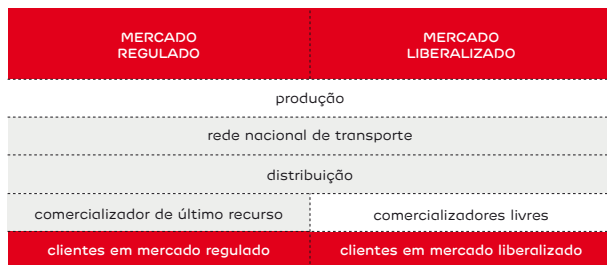 MERCADO
REGULADO
MERCADO
LIBERALIZADO
produção
rede nacional de transporte
distribuição
comercializador de último recurso
comercializadores livres
clientes em mercado regulado
clientes em mercado liberalizado